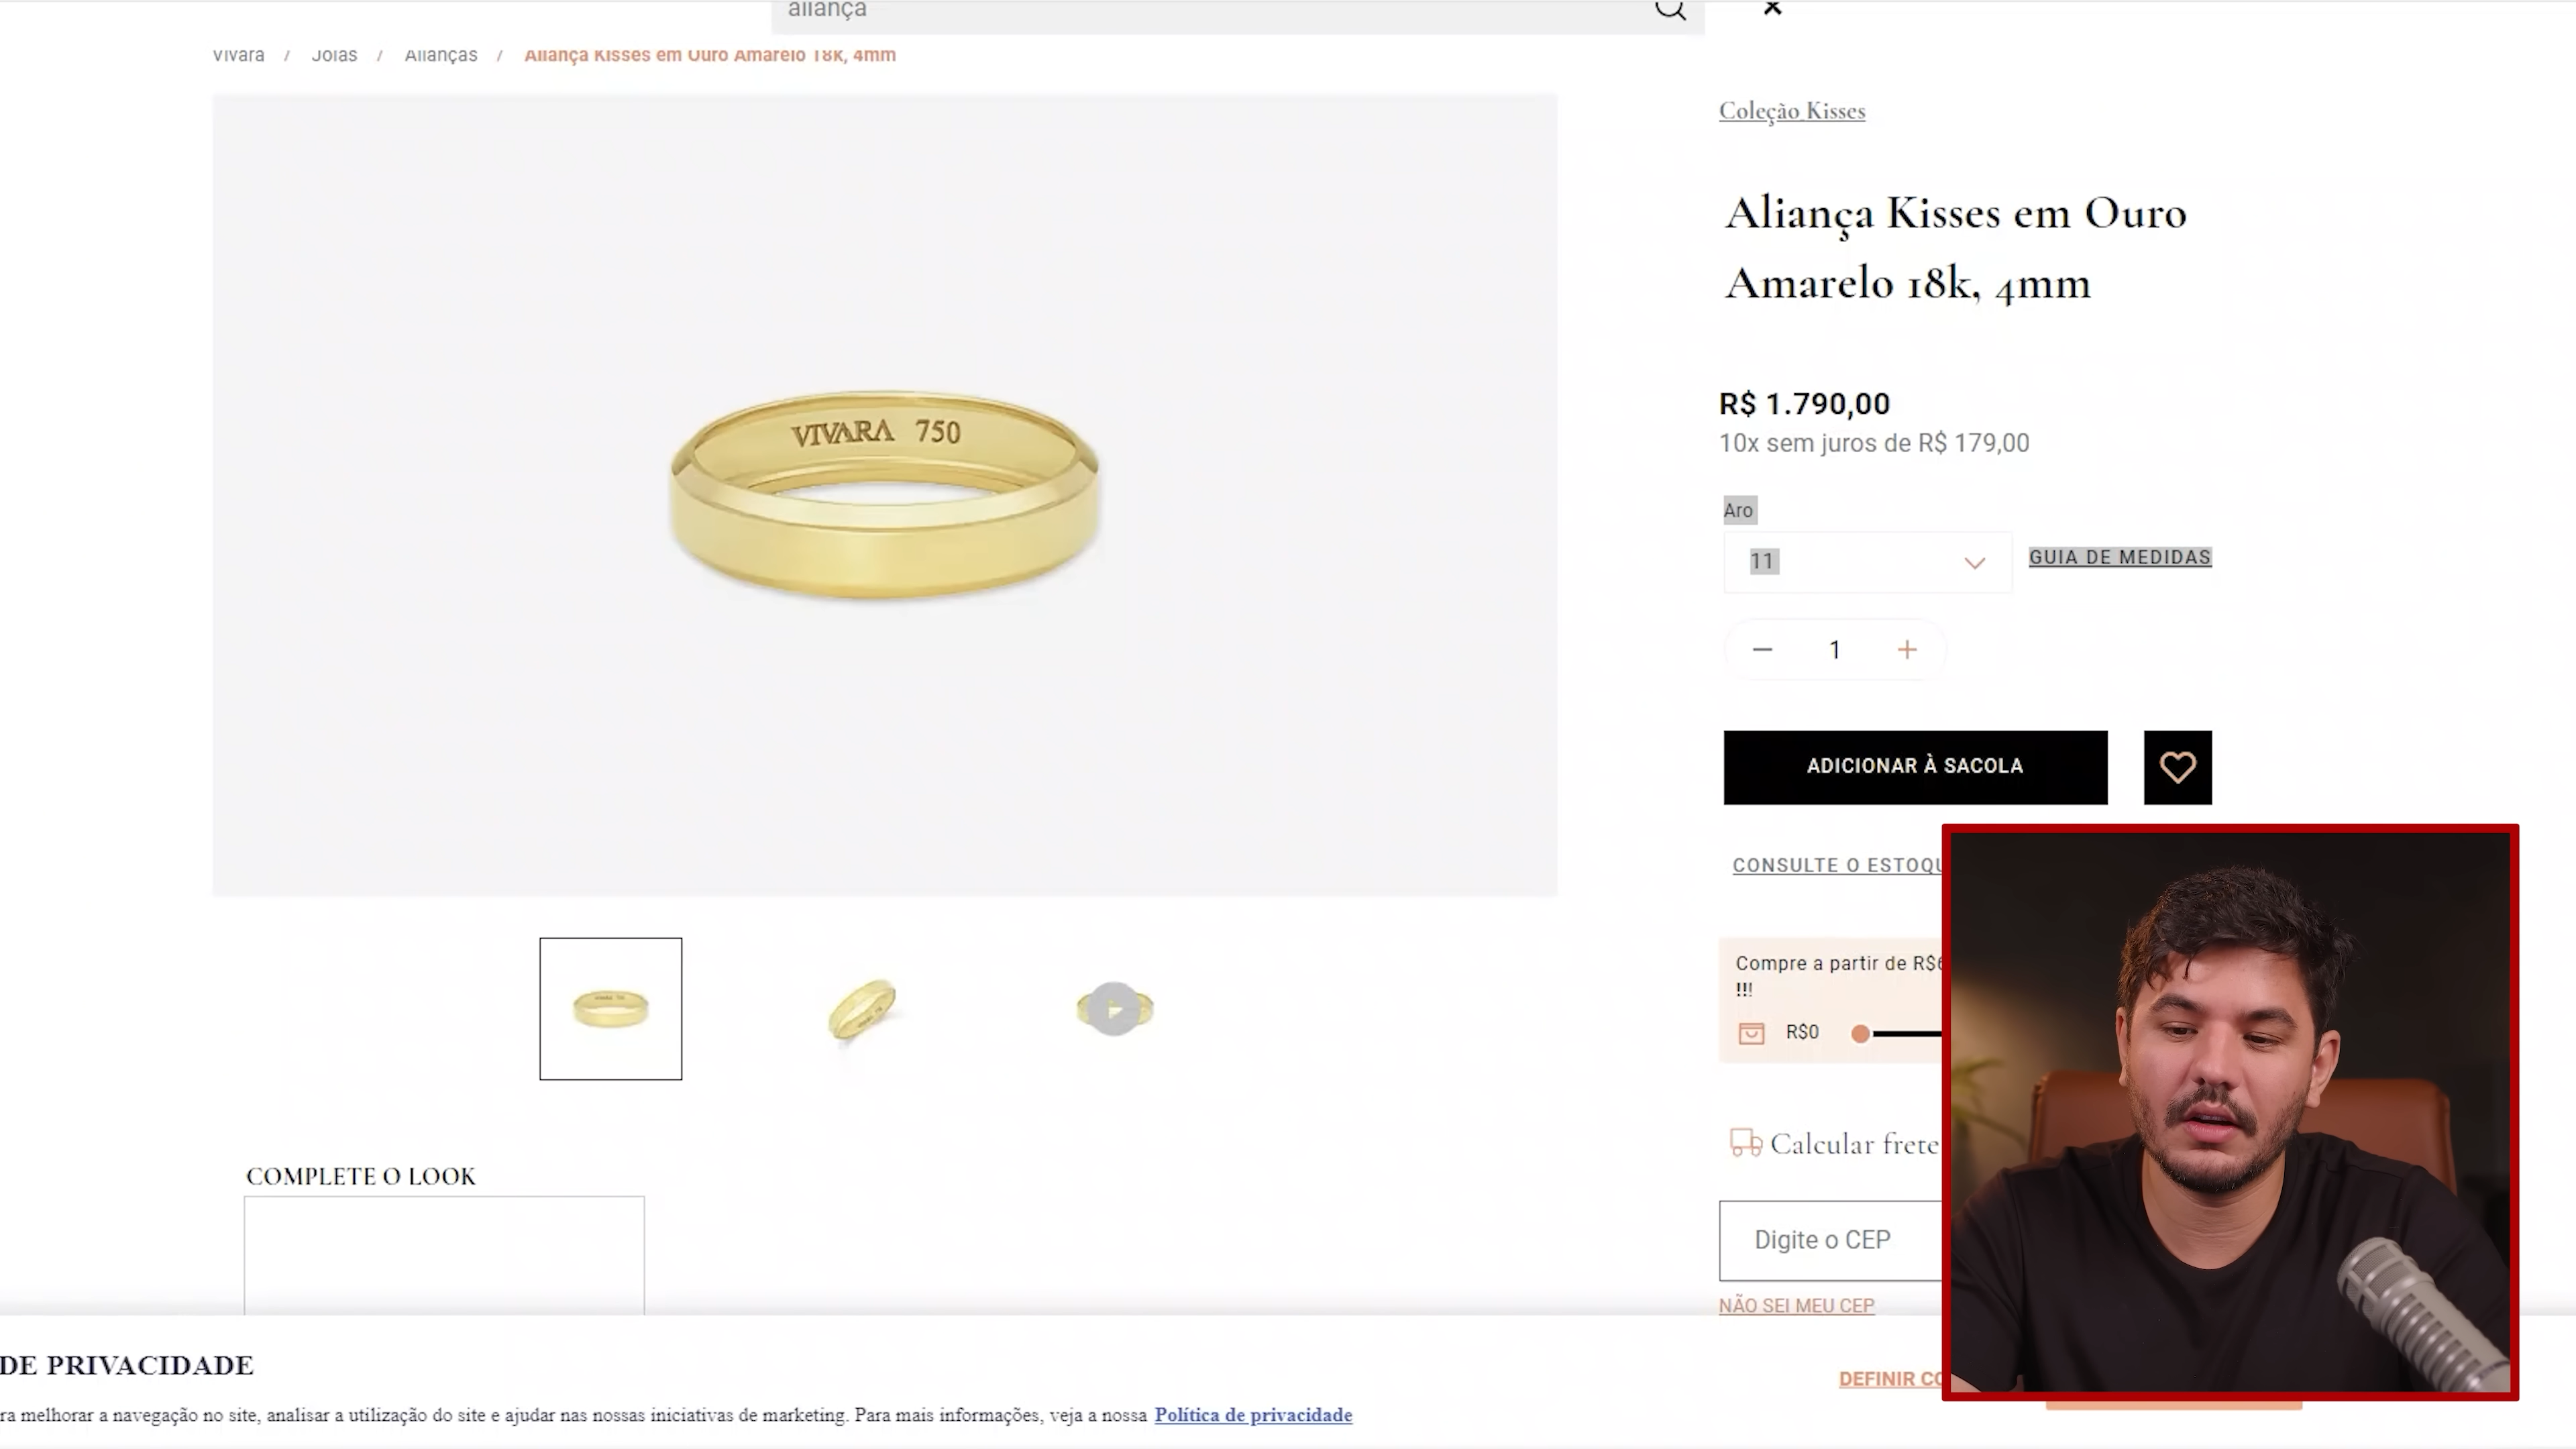 aliança
Vivara / Joias / Alianças / Aliança Kisses em Ouro Amarelo 18k, 4mm
VIVARA 750
Coleção Kisses
Aliança Kisses em Ouro
Amarelo 18k, 4mm
R$ 1.790,00
10x sem juros de R$ 179,00
Aro
11
GUIA DE MEDIDAS
1
ADICIONAR À SACOLA
CONSULTE O ESTOQU
Compre a partir de R$
!!!
R$0
Calcular frete
Digite o CEP
NÃO SEI MEU CEP
COMPLETE O LOOK
DE PRIVACIDADE
DEFINIR CO
ra melhorar a navegação no site, analisar a utilização do site e ajudar nas nossas iniciativas de marketing. Para mais informações, veja a nossa Política de privacidade